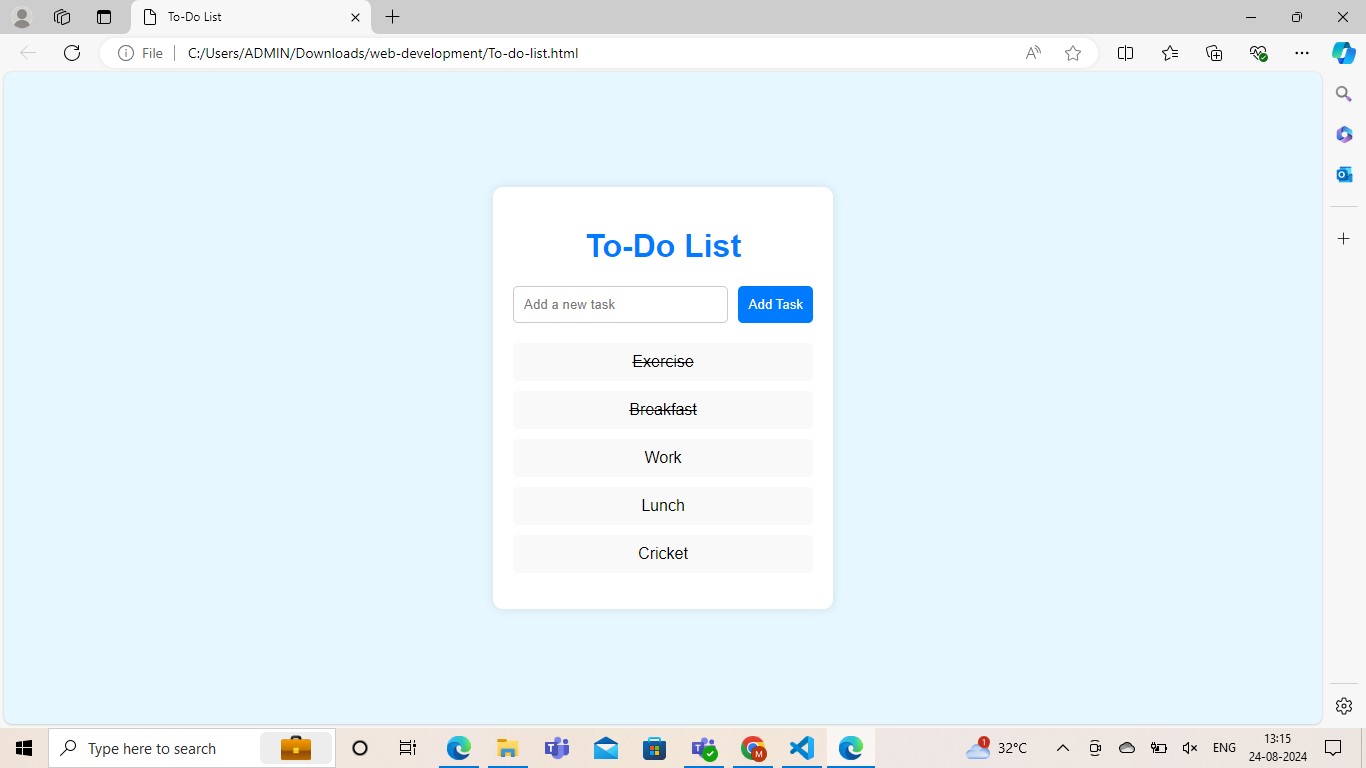 To-Do List
File
C:/Users/ADMIN/Downloads/web-development/To-do-list.html
To-Do List
Add a new task
Add Task
Exercise
Breakfast
Work
Lunch
Cricket
Type here to search
M
1
32°C
ENG
13:15
24-08-2024